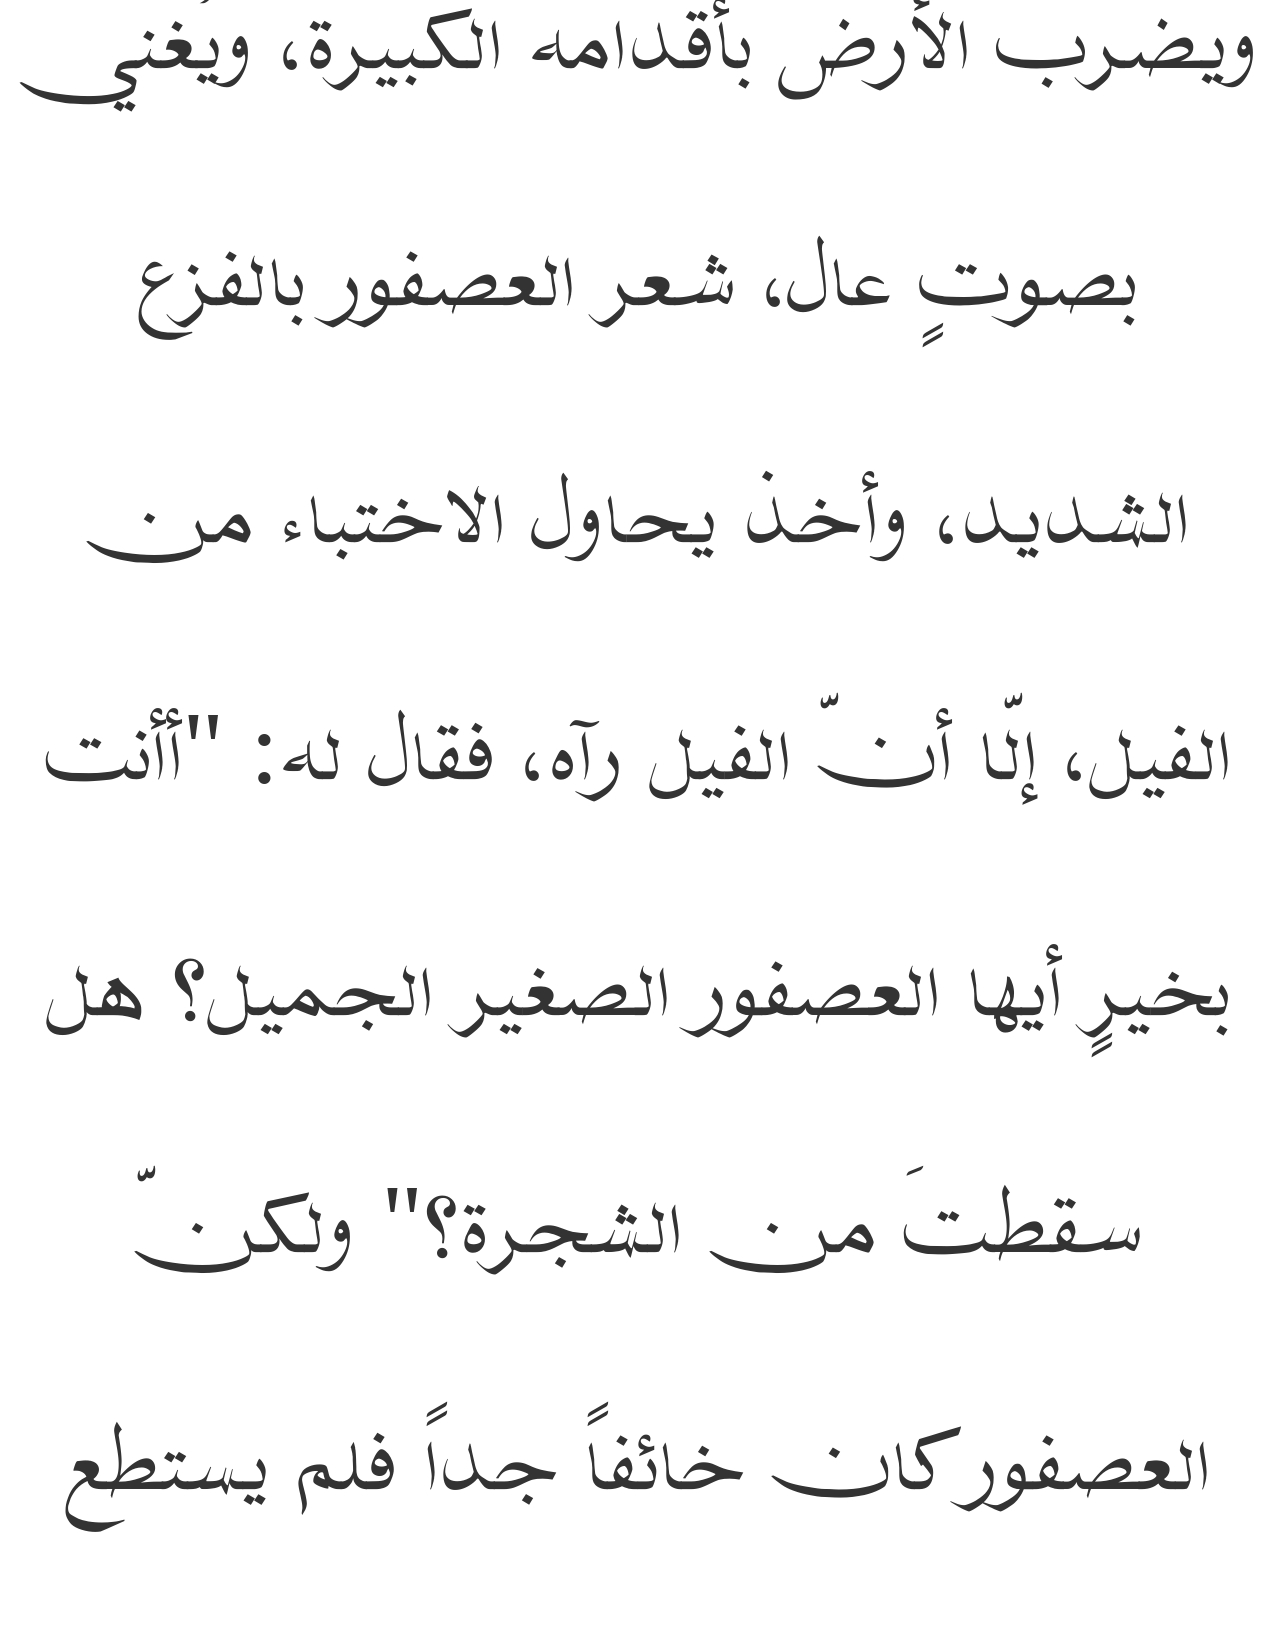 ويضرب الأرض بأقدامه الكبيرة، ويُغني
بصوتٍ عال، شعر العصفور بالفزع
الشديد، وأخذ يحاول الاختباء من
الفيل، إلّا أنّ الفيل رآه، فقال له: "أأنت
بخيرٍ أيها العصفور الصغير الجميل؟ هل
سقطتَ من الشجرة؟" ولكنّ
العصفور كان خائفاً جداً فلم يستطع